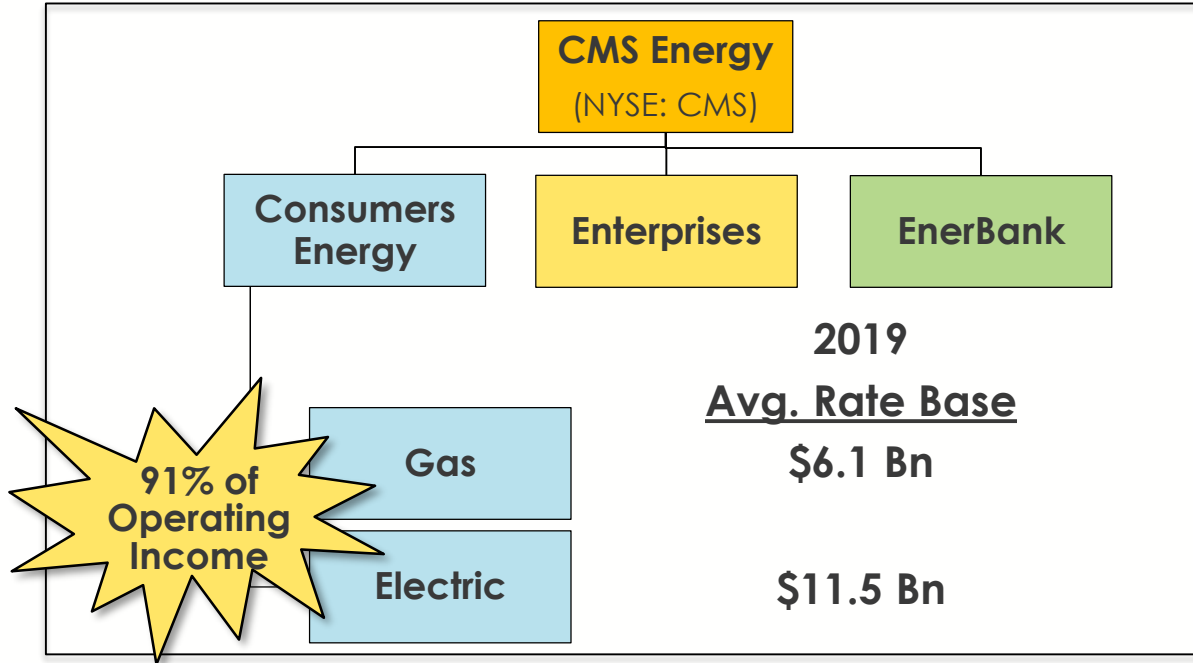 CMS Energy
(NYSE: CMS)
Consumers
Energy
Enterprises
EnerBank
2019
Avg. Rate Base
91% of
Operating
Income
Gas
$6.1 Bn
Electric
$11.5 Bn